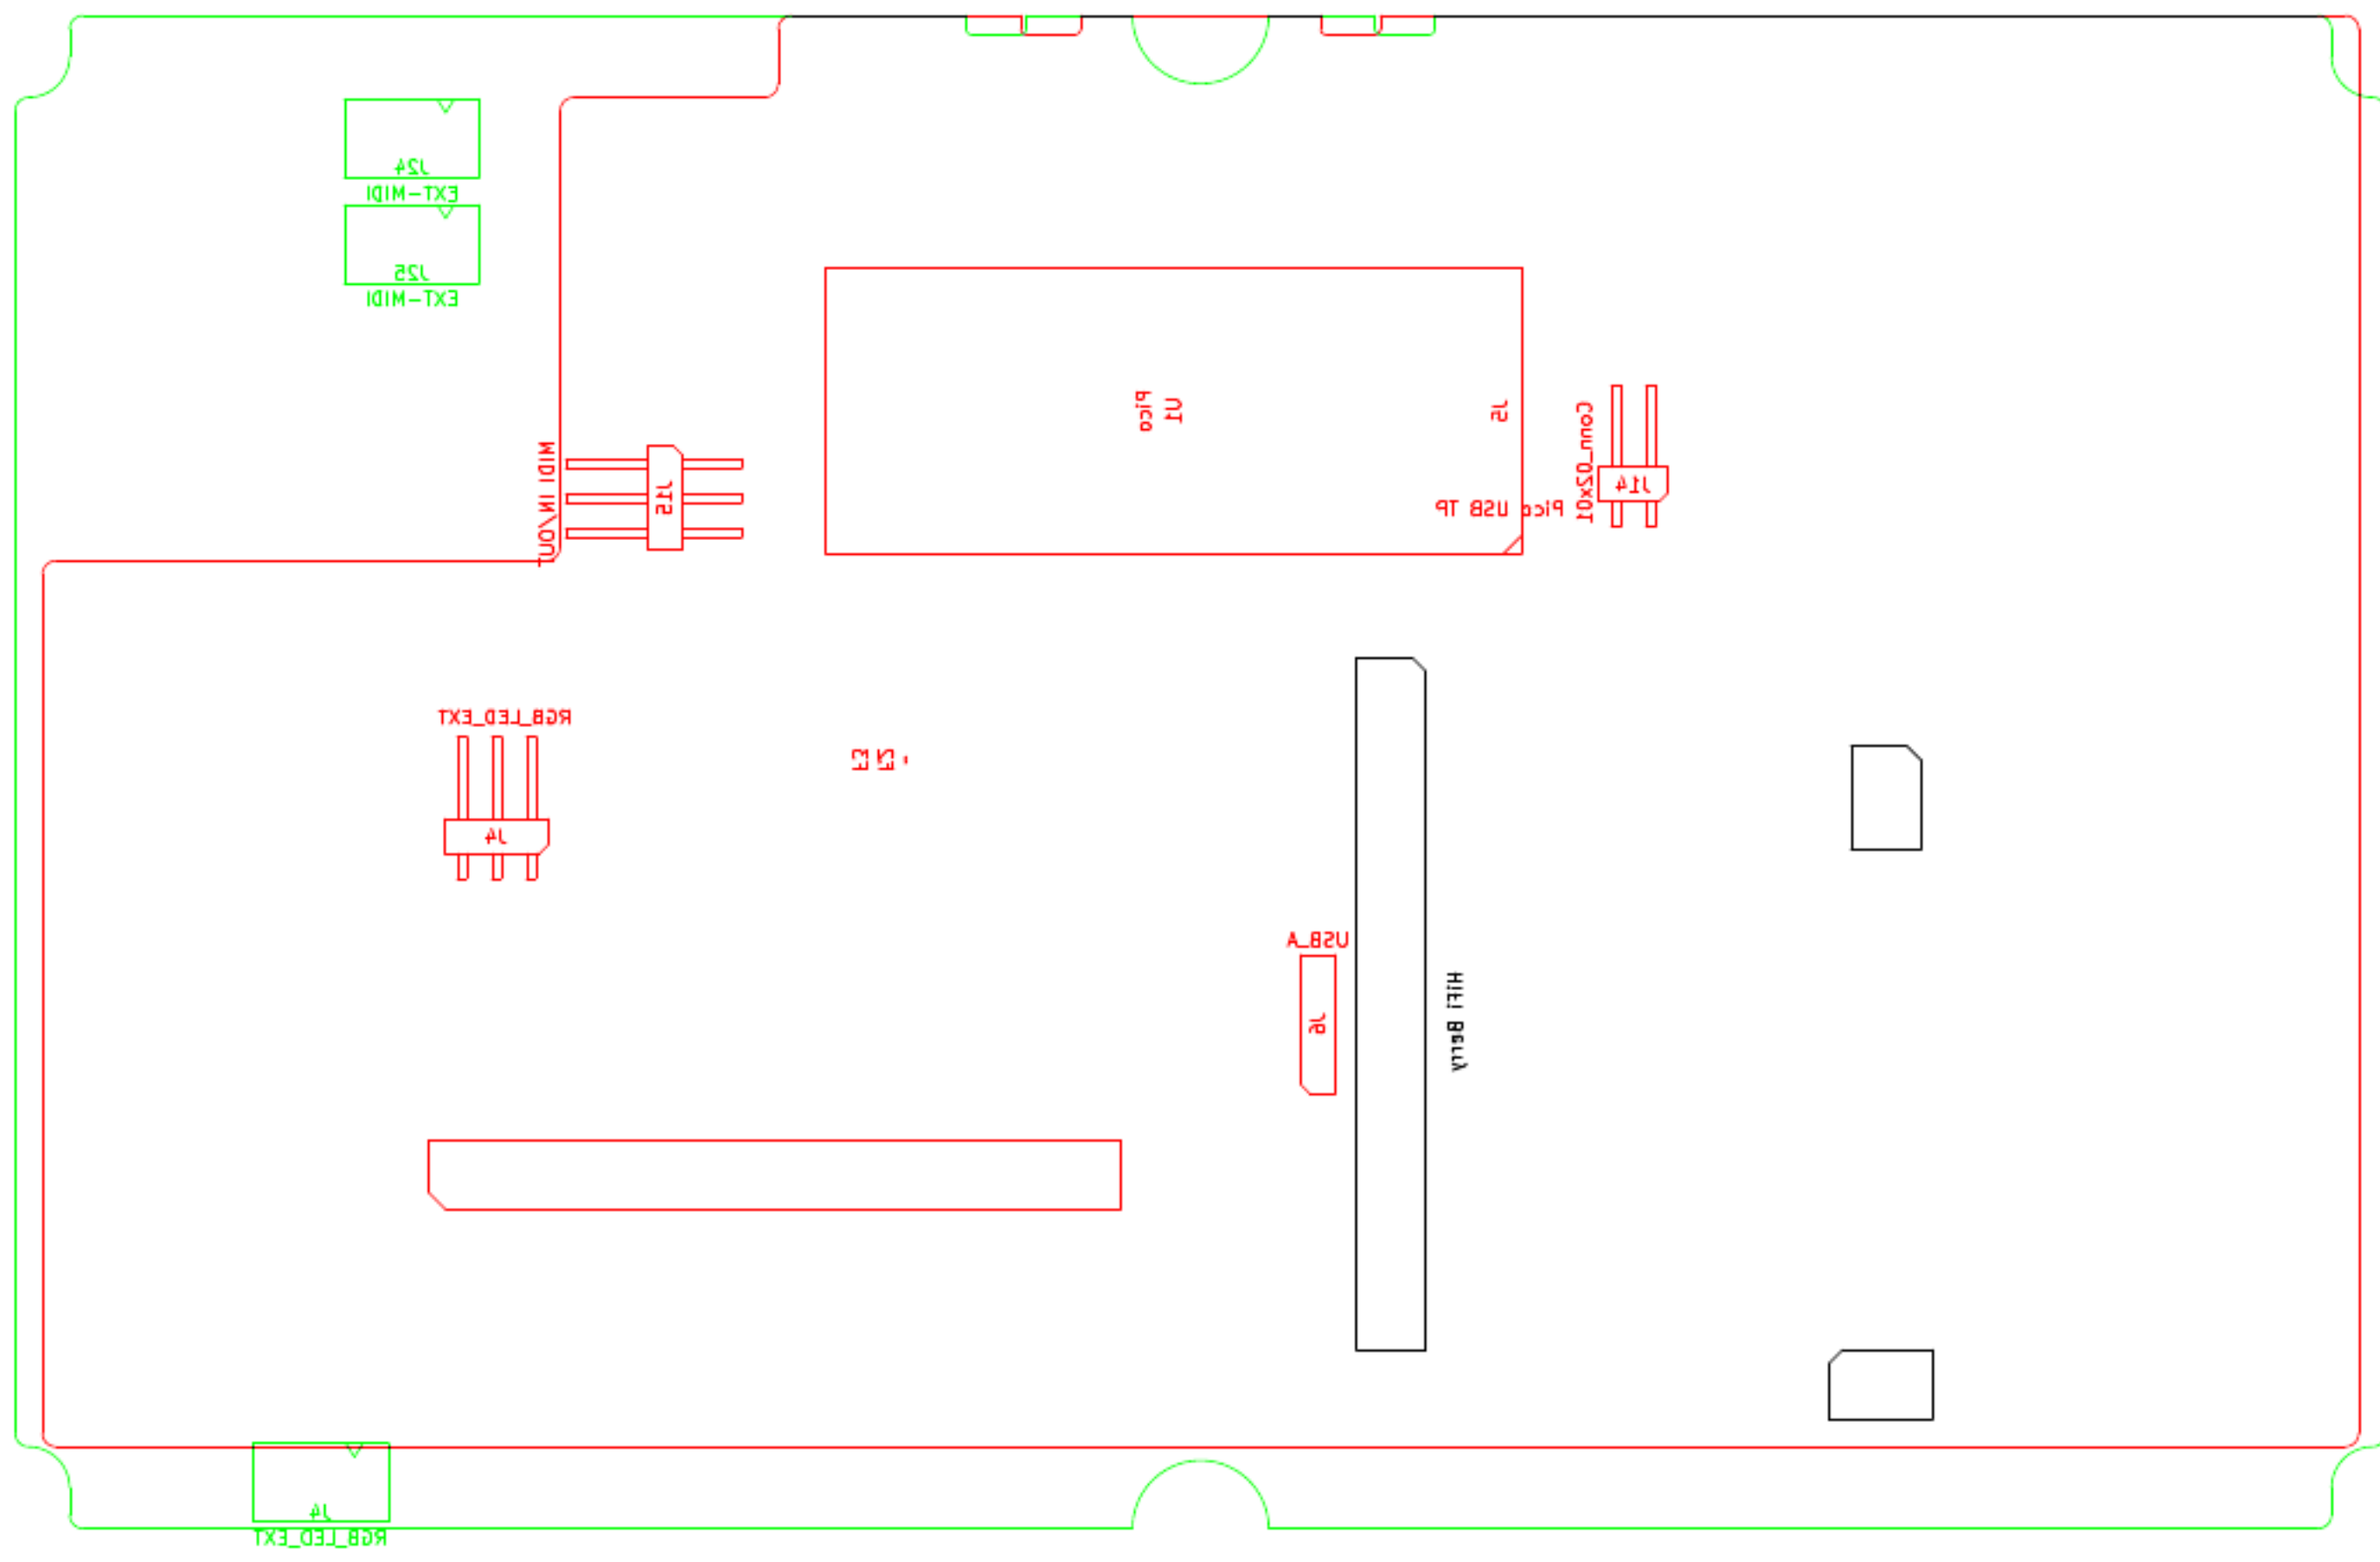 J24
EXT-MIDI
J25
EXT-MIDI
Pico
U1
J5
Conn_02x01
J14
MIDI IN/OUT
J15
Pico USB TP
RGB_LED_EXT
J4
USB_A
J6
HiFi Berry
J4
RGB_LED_EXT